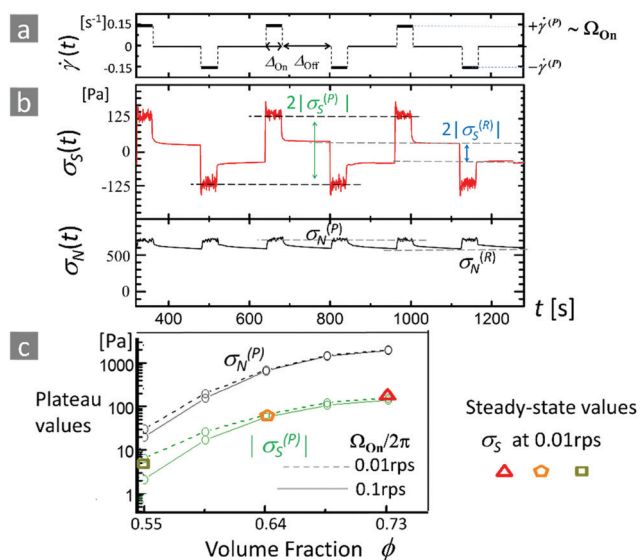 a
γ̇(t)
[s⁻¹]
0.15
0
-0.15
Δ_On
Δ_Off
+γ̇^(P) ~ Ω_On
−γ̇^(P)
b
[Pa]
σ_S(t)
125
0
-125
2|σ_S^(P)|
2|σ_S^(R)|
σ_N(t)
500
0
σ_N^(P)
σ_N^(R)
400
600
800
1000
1200
t [s]
c
[Pa]
Plateau
values
1000
100
10
1
σ_N^(P)
|σ_S^(P)|
Ω_On/2π
0.01rps
0.1rps
0.55
0.64
0.73
Volume Fraction ϕ
Steady-state values
σ_S at 0.01rps